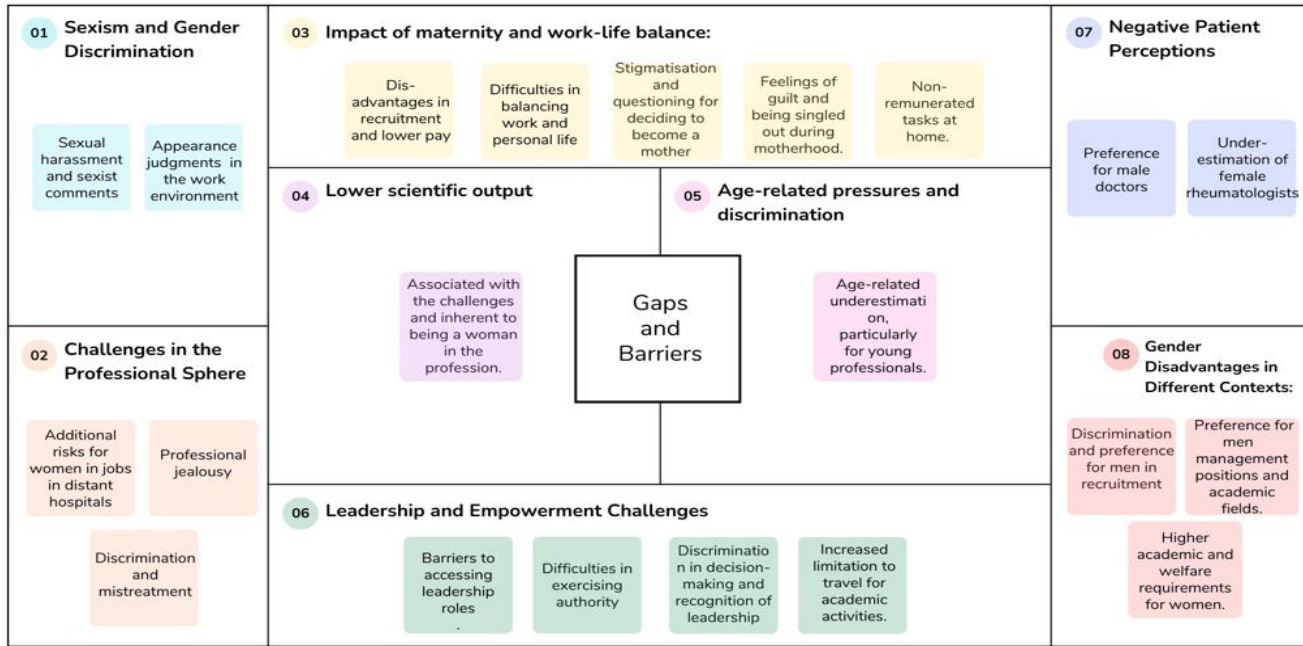 01
Sexism and Gender
Discrimination
Sexual
harassment
and sexist
comments
Appearance
judgments in
the work
environment
02
Challenges in the
Professional Sphere
Additional
risks for
women in jobs
in distant
hospitals
Professional
jealousy
Discrimination
and
mistreatment
03
Impact of maternity and work-life balance:
Dis-
advantages in
recruitment
and lower pay
Difficulties in
balancing
work and
personal life
Stigmatisation
and
questioning for
deciding to
become a
mother
Feelings of
guilt and
being singled
out during
motherhood.
Non-
remunerated
tasks at
home.
04
Lower scientific output
Associated with
the challenges
and inherent to
being a woman
in the
profession.
05
Age-related pressures and
discrimination
Age-related
underestimati
on,
particularly
for young
professionals.
Gaps
and
Barriers
06
Leadership and Empowerment Challenges
Barriers to
accessing
leadership
roles
.
Difficulties in
exercising
authority
Discriminatio
n in decision-
making and
recognition of
leadership
Increased
limitation to
travel for
academic
activities.
07
Negative Patient
Perceptions
Preference
for male
doctors
Under-
estimation of
female
rheumatologists
08
Gender
Disadvantages in
Different Contexts:
Discrimination
and preference
for men in
recruitment
Preference for
men
management
positions and
academic
fields.
Higher
academic and
welfare
requirements
for women.